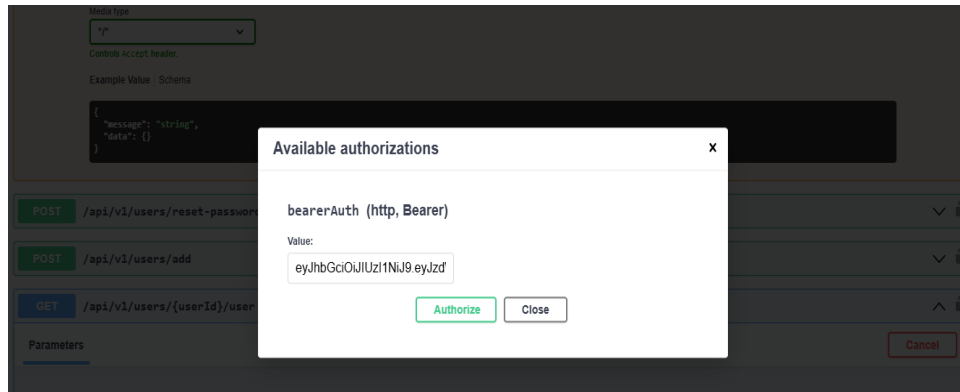 Media type
*/*
Controls Accept header.
Example Value Schema
{
"message": "string",
"data": {}
}
Available authorizations x
bearerAuth (http, Bearer)
Value:
eyJhbGciOiJIUzI1NiJ9.eyJzd
Authorize Close
POST /api/v1/users/reset-password
POST /api/v1/users/add
GET /api/v1/users/{userId}/user
Parameters Cancel